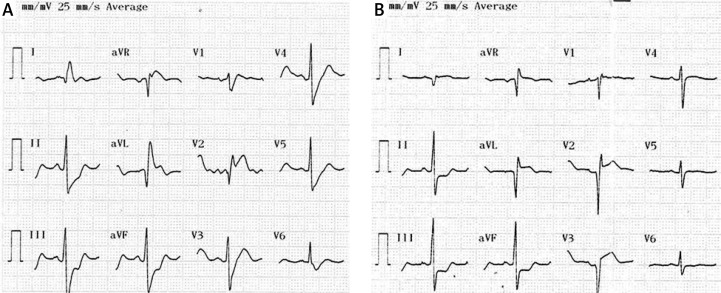 A
mm/mV 25 mm/s Average
I aVR V1 V4
II aVL V2 V5
III aVF V3 V6
B
mm/mV 25 mm/s Average
I aVR V1 V4
II aVL V2 V5
III aVF V3 V6